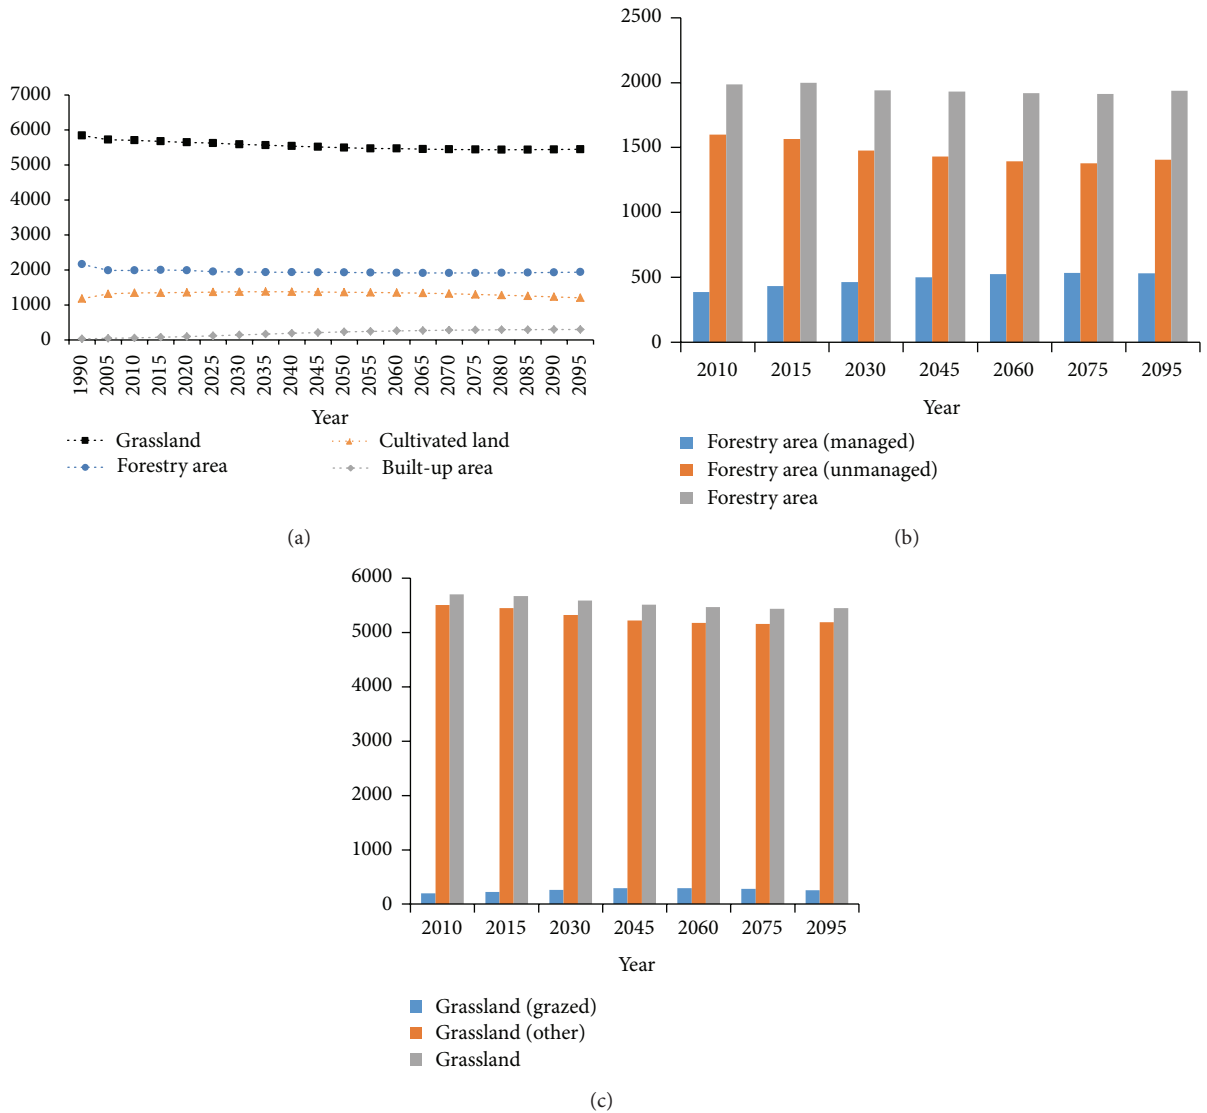 7000
6000
5000
4000
3000
2000
1000
0
1990
2005
2010
2015
2020
2025
2030
2035
2040
2045
2050
2055
2060
2065
2070
2075
2080
2085
2090
2095
Year
Grassland
Cultivated land
Forestry area
Built-up area
(a)
2500
2000
1500
1000
500
0
2010 2015 2030 2045 2060 2075 2095
Year
Forestry area (managed)
Forestry area (unmanaged)
Forestry area
(b)
6000
5000
4000
3000
2000
1000
0
2010 2015 2030 2045 2060 2075 2095
Year
Grassland (grazed)
Grassland (other)
Grassland
(c)